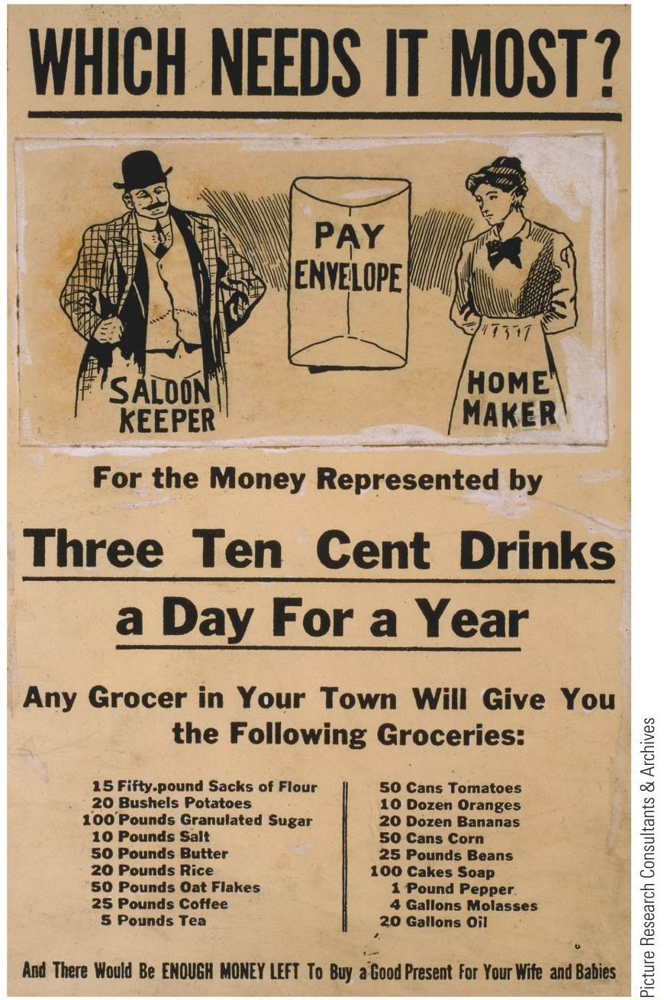 WHICH NEEDS IT MOST?
PAY
ENVELOPE
SALOON
KEEPER
HOME
MAKER
For the Money Represented by
Three Ten Cent Drinks
a Day For a Year
Any Grocer in Your Town Will Give You
the Following Groceries:
15 Fifty.pound Sacks of Flour
20 Bushels Potatoes
100 Pounds Granulated Sugar
10 Pounds Salt
50 Pounds Butter
20 Pounds Rice
50 Pounds Oat Flakes
25 Pounds Coffee
5 Pounds Tea
50 Cans Tomatoes
10 Dozen Oranges
20 Dozen Bananas
50 Cans Corn
25 Pounds Beans
100 Cakes Soap
1 Pound Pepper
4 Gallons Molasses
20 Gallons Oil
And There Would Be ENOUGH MONEY LEFT To Buy a Good Present For Your Wife and Babies
Picture Research Consultants & Archives